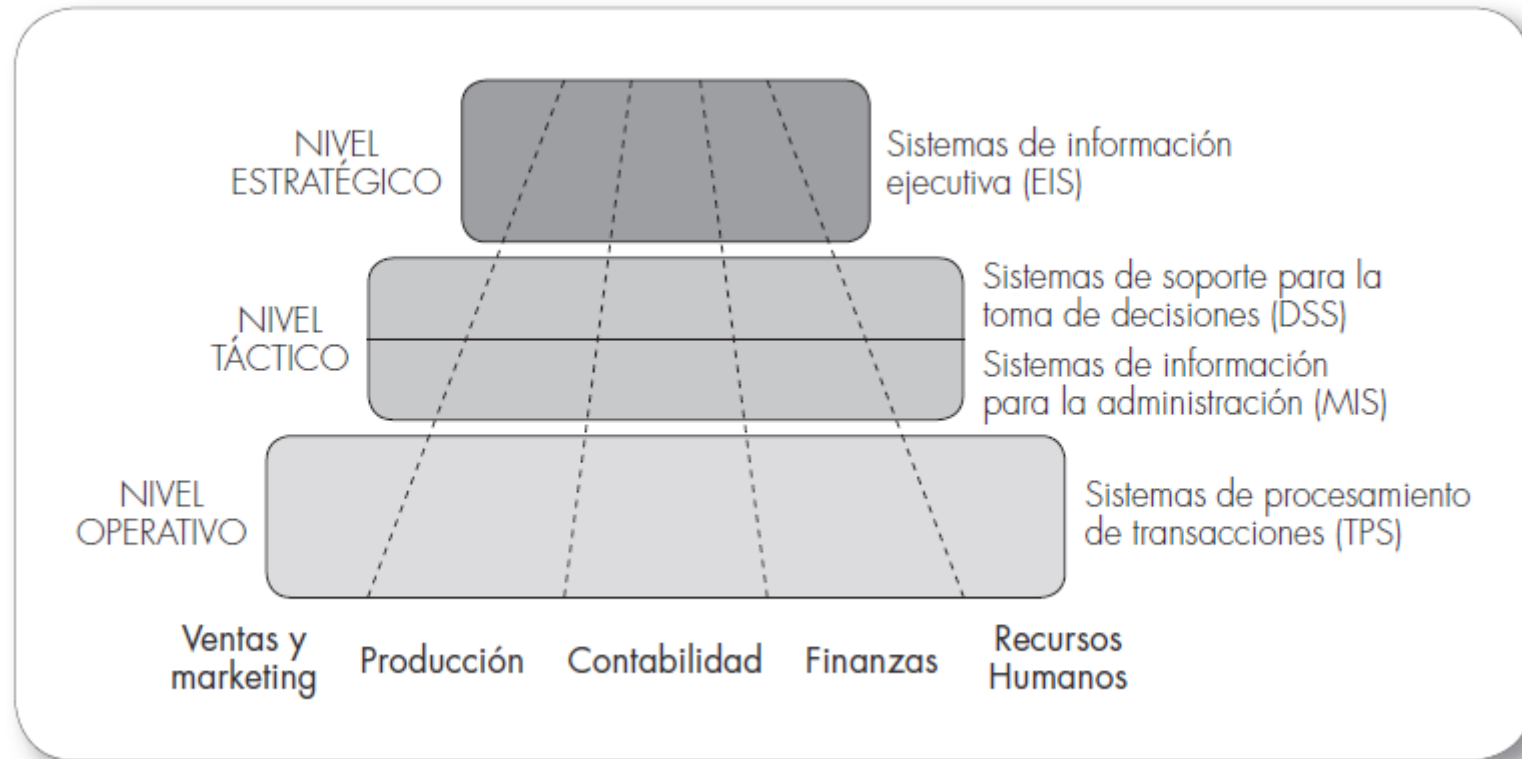 NIVEL
ESTRATÉGICO
Sistemas de información
ejecutiva (EIS)
NIVEL
TÁCTICO
Sistemas de soporte para la
toma de decisiones (DSS)
Sistemas de información
para la administración (MIS)
NIVEL
OPERATIVO
Sistemas de procesamiento
de transacciones (TPS)
Ventas y
marketing
Producción
Contabilidad
Finanzas
Recursos
Humanos